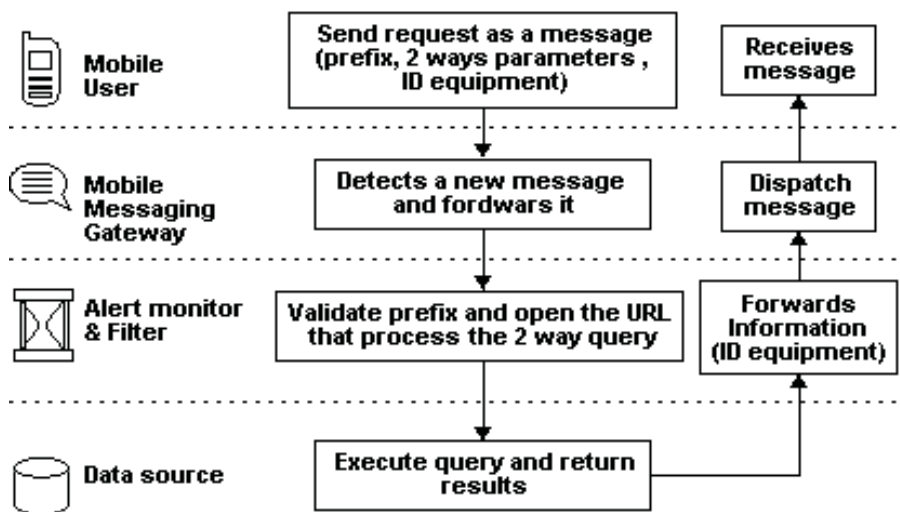 Mobile
User
Send request as a message
(prefix, 2 ways parameters ,
ID equipment)
Receives
message
Mobile
Messaging
Gateway
Detects a new message
and fordwars it
Dispatch
message
Alert monitor
& Filter
Validate prefix and open the URL
that process the 2 way query
Forwards
Information
(ID equipment)
Data source
Execute query and return
results